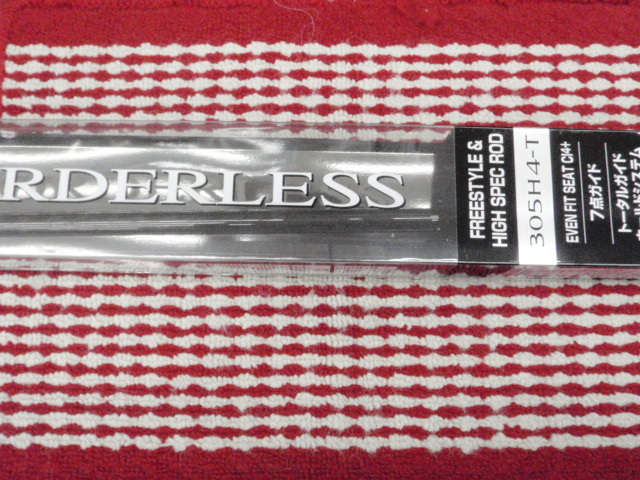 RDERLESS
FREESTYLE &
HIGH SPEC ROD
305H4-T
EVEN FIT SEAT CI4+
7点ガイド
トータルガイド